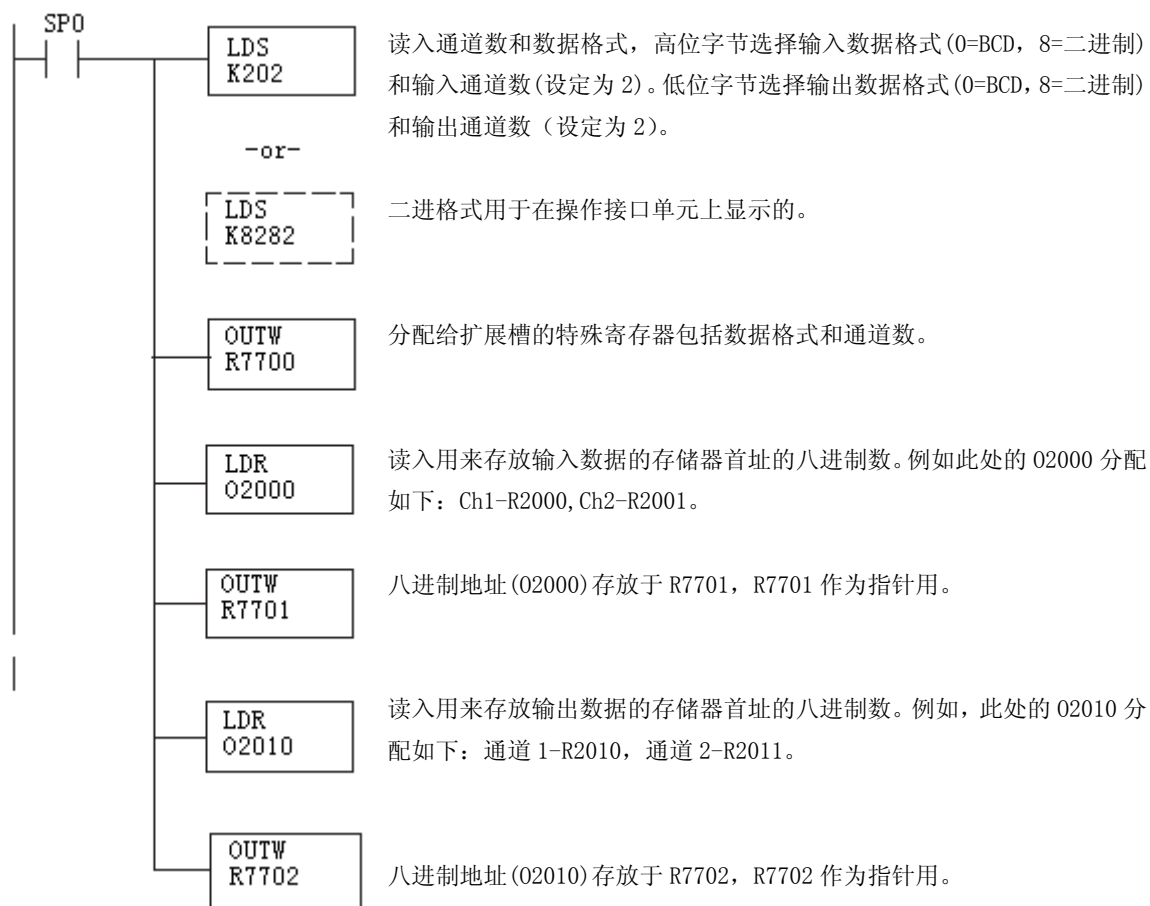 SP0
LDS
K202
读入通道数和数据格式，高位字节选择输入数据格式(0=BCD，8=二进制)
和输入通道数(设定为 2)。低位字节选择输出数据格式(0=BCD，8=二进制)
和输出通道数（设定为 2）。
-or-
LDS
K8282
二进格式用于在操作接口单元上显示的。
OUTW
R7700
分配给扩展槽的特殊寄存器包括数据格式和通道数。
LDR
O2000
读入用来存放输入数据的存储器首址的八进制数。例如此处的 O2000 分配
如下：Ch1-R2000,Ch2-R2001。
OUTW
R7701
八进制地址(O2000)存放于 R7701，R7701 作为指针用。
LDR
O2010
读入用来存放输出数据的存储器首址的八进制数。例如，此处的 O2010 分
配如下：通道 1-R2010，通道 2-R2011。
OUTW
R7702
八进制地址(O2010)存放于 R7702，R7702 作为指针用。